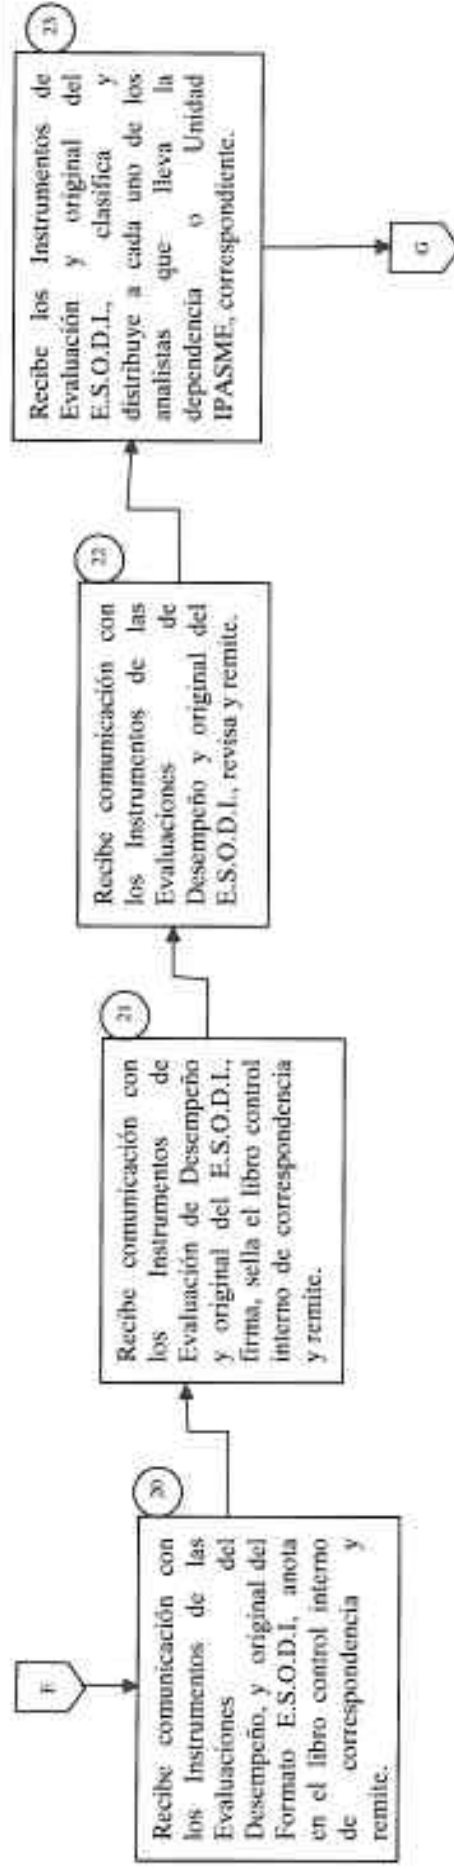 E
20
Recibe comunicación con
los Instrumentos de las
Evaluaciones del
Desempeño, y original del
Formato E.S.O.D.I, anota
en el libro control interno
de correspondencia y
remite.
21
Recibe comunicación con
los Instrumentos de
Evaluación de Desempeño
y original del E.S.O.D.I.,
firma, sella el libro control
interno de correspondencia
y remite.
22
Recibe comunicación con
los Instrumentos de las
Evaluaciones de
Desempeño y original del
E.S.O.D.I., revisa y remite.
23
Recibe los Instrumentos de
Evaluación y original del
E.S.O.D.I., clasifica y
distribuye a cada uno de los
analistas que lleva la
dependencia o Unidad
IPASME, correspondiente.
G